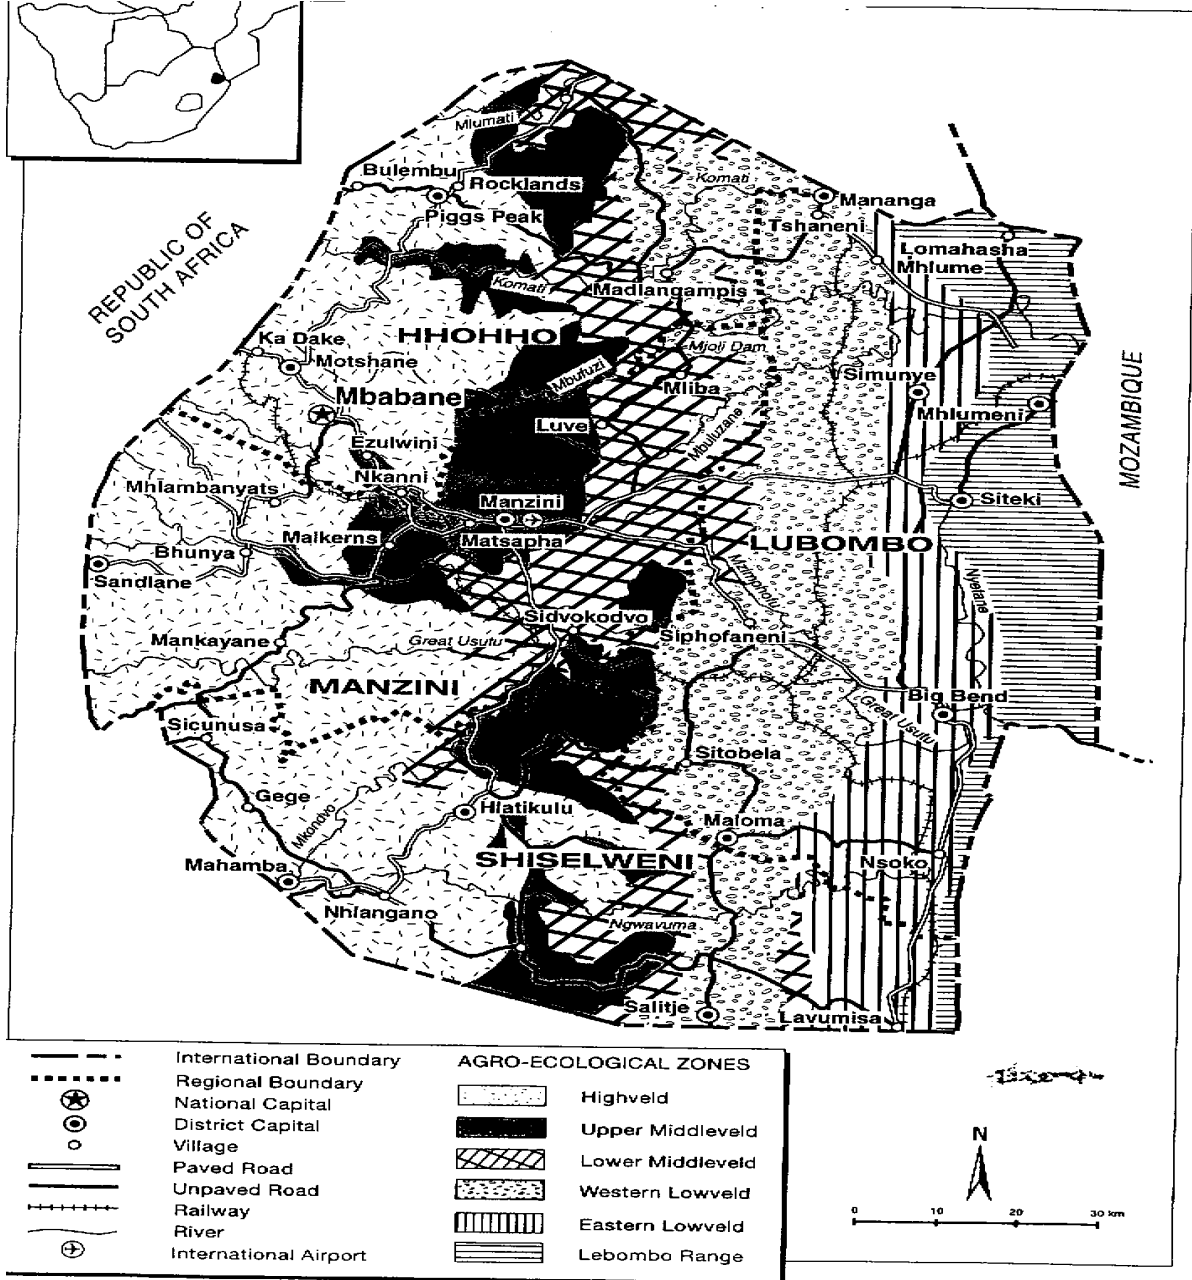 Mlumati
Bulembu
Rocklands
Piggs Peak
Komati
Mananga
Tshaneni
REPUBLIC OF
SOUTH AFRICA
Lomahasha
Mhlume
Komati
Madlangampis
HHOHHO
Ka Dake
Motshane
Mjoli Dam
Mbufuzi
Mliba
Simunye
Mhlumeni
MOZAMBIQUE
Mbabane
Luve
Mbuluzane
Ezulwini
Nkanni
Mhlambanyats
Manzini
Siteki
Malkerns
Matsapha
LUBOMBO
Bhunya
Sandlane
Mzimphofu
Nyetane
Sidvokodvo
Mankayane
Great Usutu
Siphofaneni
MANZINI
Big Bend
Great Usutu
Sicunusa
Sitobela
Gege
Mkondvo
Hlatikulu
Maloma
Mahamba
SHISELWENI
Nsoko
Nhlangano
Ngwavuma
Salitje
Lavumisa
International Boundary
Regional Boundary
National Capital
District Capital
Village
Paved Road
Unpaved Road
Railway
River
International Airport
AGRO-ECOLOGICAL ZONES
Highveld
Upper Middleveld
Lower Middleveld
Western Lowveld
Eastern Lowveld
Lebombo Range
N
0 10 20 30 km